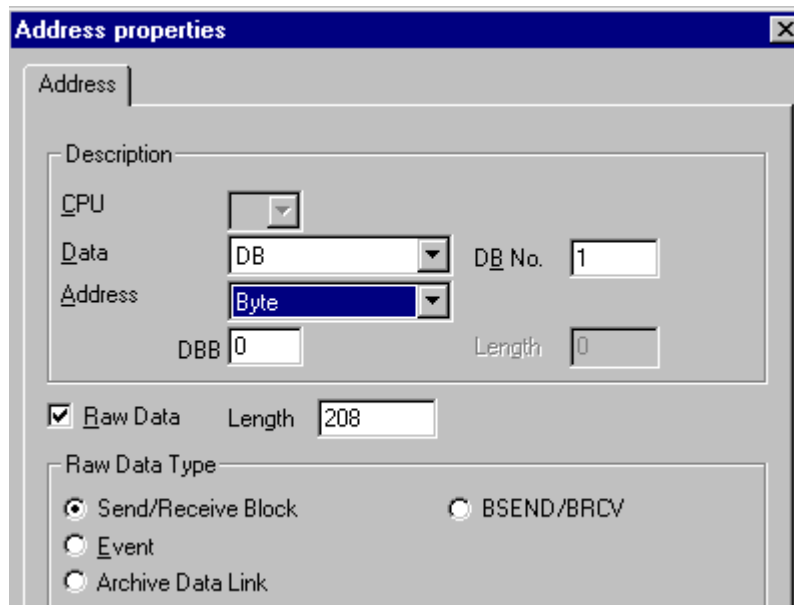 Address properties
Address
Description
CPU
Data DB DB No. 1
Address Byte
DBB 0 Length 0
Raw Data Length 208
Raw Data Type
Send/Receive Block BSEND/BRCV
Event
Archive Data Link